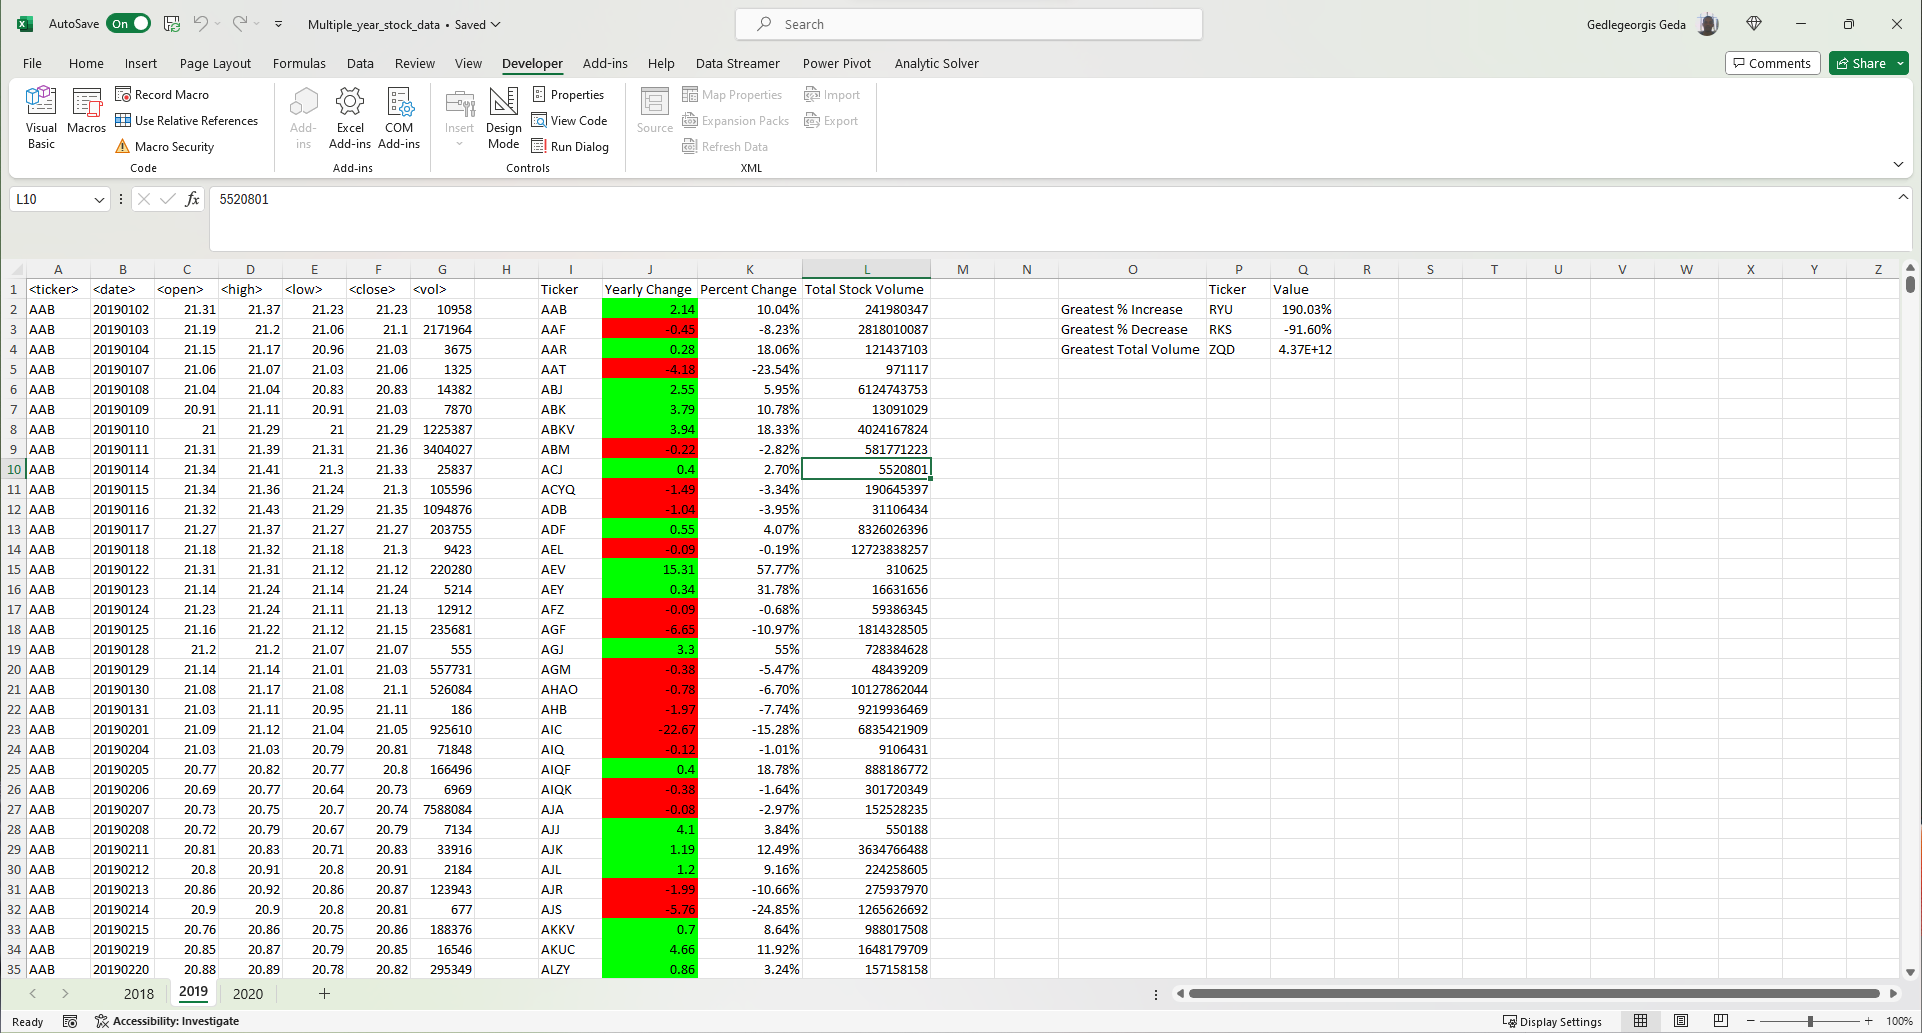 AutoSave On Multiple_year_stock_data • Saved Search Gedlegeorgis Geda
File Home Insert Page Layout Formulas Data Review View Developer Add-ins Help Data Streamer Power Pivot Analytic Solver Comments Share
Visual Basic Macros Record Macro Use Relative References Macro Security Code
Add-ins Excel Add-ins COM Add-ins Add-ins
Insert Design Mode Properties View Code Run Dialog Controls
Source Map Properties Expansion Packs Refresh Data Import Export XML
L10 fx 5520801
A B C D E F G H I J K L M N O P Q R S T U V W X Y Z
1 <ticker> <date> <open> <high> <low> <close> <vol> Ticker Yearly Change Percent Change Total Stock Volume Ticker Value
2 AAB 20190102 21.31 21.37 21.23 21.23 10958 AAB 2.14 10.04% 241980347 Greatest % Increase RYU 190.03%
3 AAB 20190103 21.19 21.2 21.06 21.1 2171964 AAF -0.45 -8.23% 2818010087 Greatest % Decrease RKS -91.60%
4 AAB 20190104 21.15 21.17 20.96 21.03 3675 AAR 0.28 18.06% 121437103 Greatest Total Volume ZQD 4.37E+12
5 AAB 20190107 21.06 21.07 21.03 21.06 1325 AAT -4.18 -23.54% 971117
6 AAB 20190108 21.04 21.04 20.83 20.83 14382 ABJ 2.55 5.95% 6124743753
7 AAB 20190109 20.91 21.11 20.91 21.03 7870 ABK 3.79 10.78% 13091029
8 AAB 20190110 21 21.29 21 21.29 1225387 ABKV 3.94 18.33% 4024167824
9 AAB 20190111 21.31 21.39 21.31 21.36 3404027 ABM -0.22 -2.82% 581771223
10 AAB 20190114 21.34 21.41 21.3 21.33 25837 ACJ 0.4 2.70% 5520801
11 AAB 20190115 21.34 21.36 21.24 21.3 105596 ACYQ -1.49 -3.34% 190645397
12 AAB 20190116 21.32 21.43 21.29 21.35 1094876 ADB -1.04 -3.95% 31106434
13 AAB 20190117 21.27 21.37 21.27 21.27 203755 ADF 0.55 4.07% 8326026396
14 AAB 20190118 21.18 21.32 21.18 21.3 9423 AEL -0.09 -0.19% 12723838257
15 AAB 20190122 21.31 21.31 21.12 21.12 220280 AEV 15.31 57.77% 310625
16 AAB 20190123 21.14 21.24 21.14 21.24 5214 AEY 0.34 31.78% 16631656
17 AAB 20190124 21.23 21.24 21.11 21.13 12912 AFZ -0.09 -0.68% 59386345
18 AAB 20190125 21.16 21.22 21.12 21.15 235681 AGF -6.65 -10.97% 1814328505
19 AAB 20190128 21.2 21.2 21.07 21.07 555 AGJ 3.3 55% 728384628
20 AAB 20190129 21.14 21.14 21.01 21.03 557731 AGM -0.38 -5.47% 48439209
21 AAB 20190130 21.08 21.17 21.08 21.1 526084 AHAO -0.78 -6.70% 10127862044
22 AAB 20190131 21.03 21.11 20.95 21.11 186 AHB -1.97 -7.74% 9219936469
23 AAB 20190201 21.09 21.12 21.04 21.05 925610 AIC -22.67 -15.28% 6835421909
24 AAB 20190204 21.03 21.03 20.79 20.81 71848 AIQ -0.12 -1.01% 9106431
25 AAB 20190205 20.77 20.82 20.77 20.8 166496 AIQF 0.4 18.78% 888186772
26 AAB 20190206 20.69 20.77 20.64 20.73 6969 AIQK -0.38 -1.64% 301720349
27 AAB 20190207 20.73 20.75 20.7 20.74 7588084 AJA -0.08 -2.97% 152528235
28 AAB 20190208 20.72 20.79 20.67 20.79 7134 AJJ 4.1 3.84% 550188
29 AAB 20190211 20.81 20.83 20.71 20.83 33916 AJK 1.19 12.49% 3634766488
30 AAB 20190212 20.8 20.91 20.8 20.91 2184 AJL 1.2 9.16% 224258605
31 AAB 20190213 20.86 20.92 20.86 20.87 123943 AJR -1.99 -10.66% 275937970
32 AAB 20190214 20.9 20.9 20.8 20.81 677 AJS -5.76 -24.85% 1265626692
33 AAB 20190215 20.76 20.86 20.75 20.86 188376 AKKV 0.7 8.64% 988017508
34 AAB 20190219 20.85 20.87 20.79 20.85 16546 AKUC 4.66 11.92% 1648179709
35 AAB 20190220 20.88 20.89 20.78 20.82 295349 ALZY 0.86 3.24% 157158158
2018 2019 2020
Ready Accessibility: Investigate Display Settings 100%